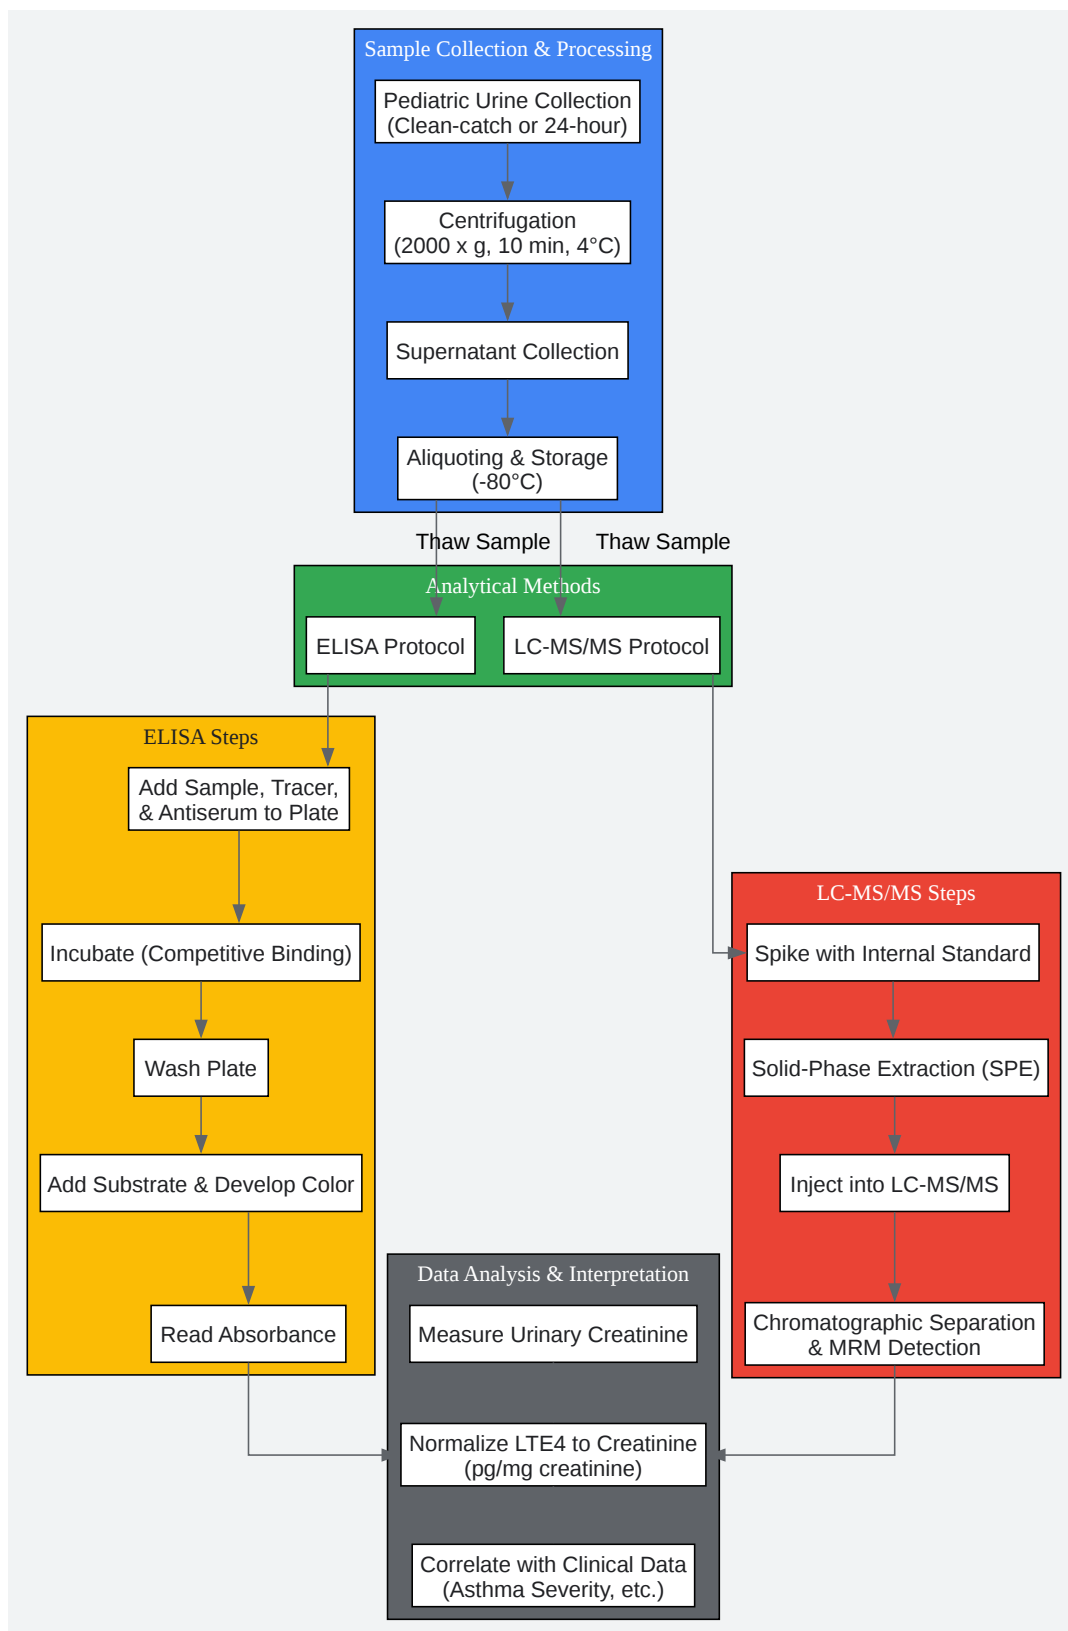 Sample Collection & Processing
Pediatric Urine Collection
(Clean-catch or 24-hour)
Centrifugation
(2000 x g, 10 min, 4°C)
Supernatant Collection
Aliquoting & Storage
(-80°C)
Thaw Sample
Thaw Sample
Analytical Methods
ELISA Protocol
LC-MS/MS Protocol
ELISA Steps
Add Sample, Tracer,
& Antiserum to Plate
Incubate (Competitive Binding)
Wash Plate
Add Substrate & Develop Color
Read Absorbance
LC-MS/MS Steps
Spike with Internal Standard
Solid-Phase Extraction (SPE)
Inject into LC-MS/MS
Chromatographic Separation
& MRM Detection
Data Analysis & Interpretation
Measure Urinary Creatinine
Normalize LTE4 to Creatinine
(pg/mg creatinine)
Correlate with Clinical Data
(Asthma Severity, etc.)